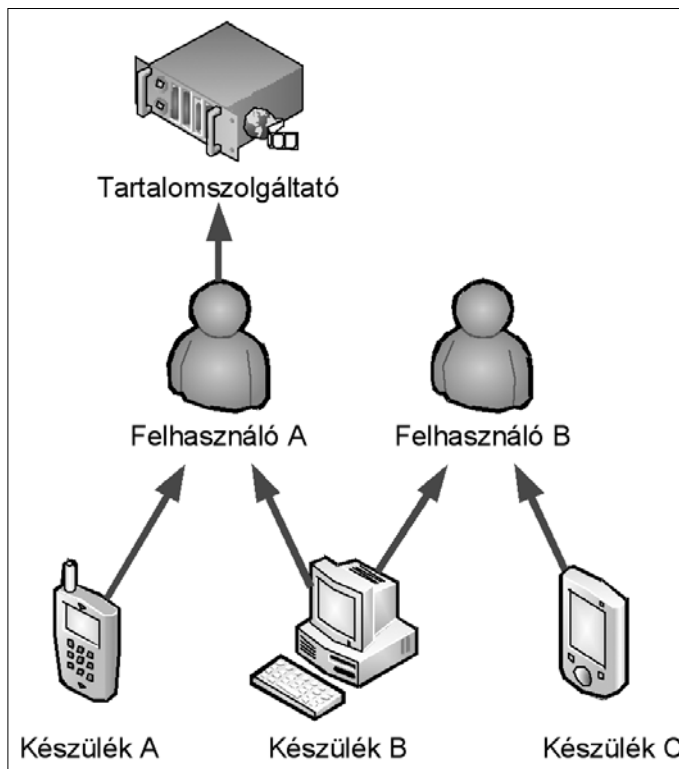 Tartalomszolgáltató
Felhasználó A
Felhasználó B
Készülék A
Készülék B
Készülék C